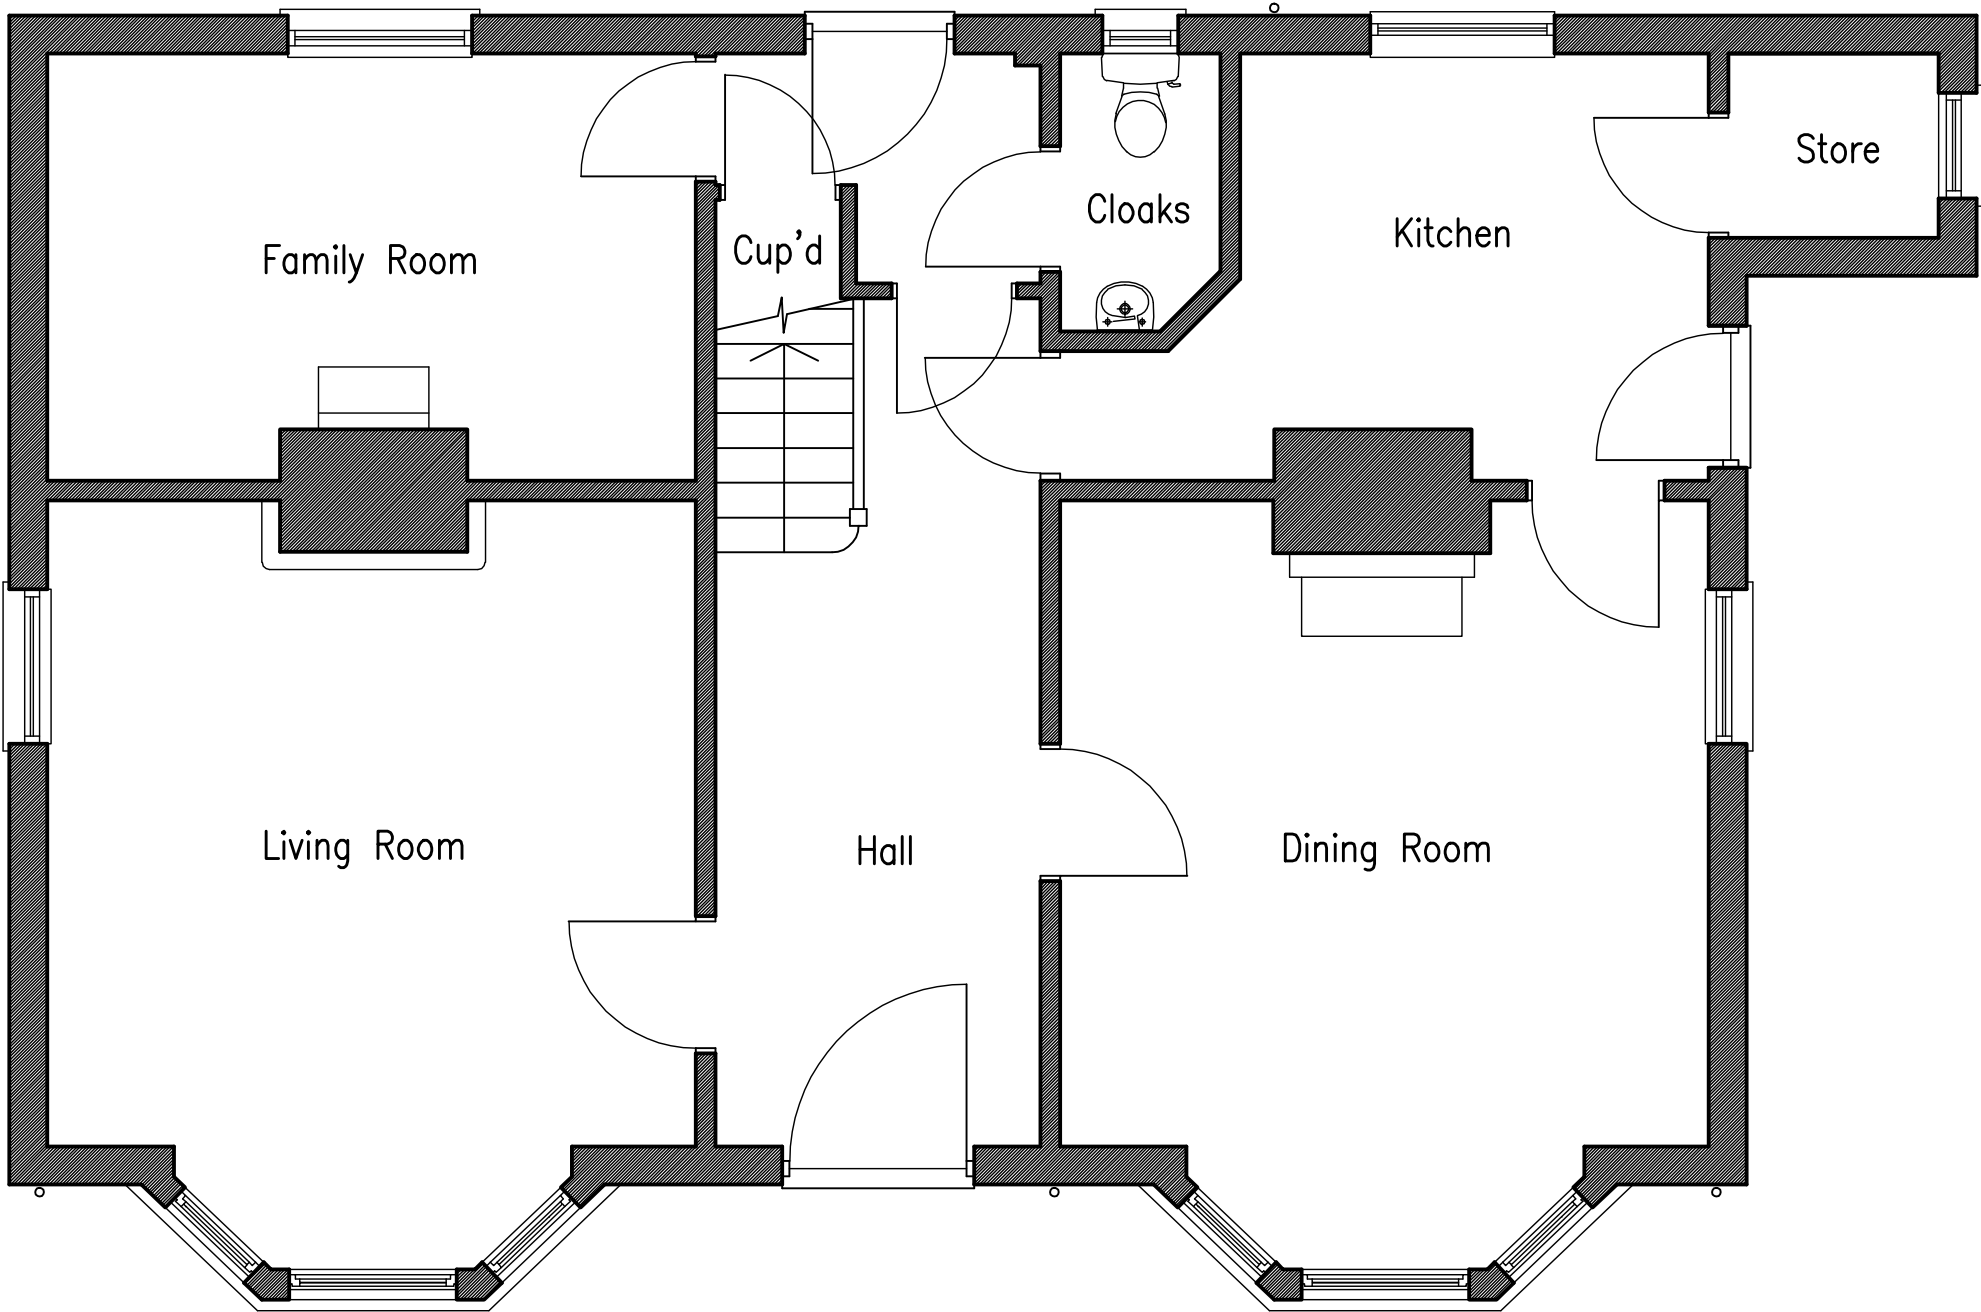 Store
Cloaks
Kitchen
Cup'd
Family Room
Living Room
Hall
Dining Room